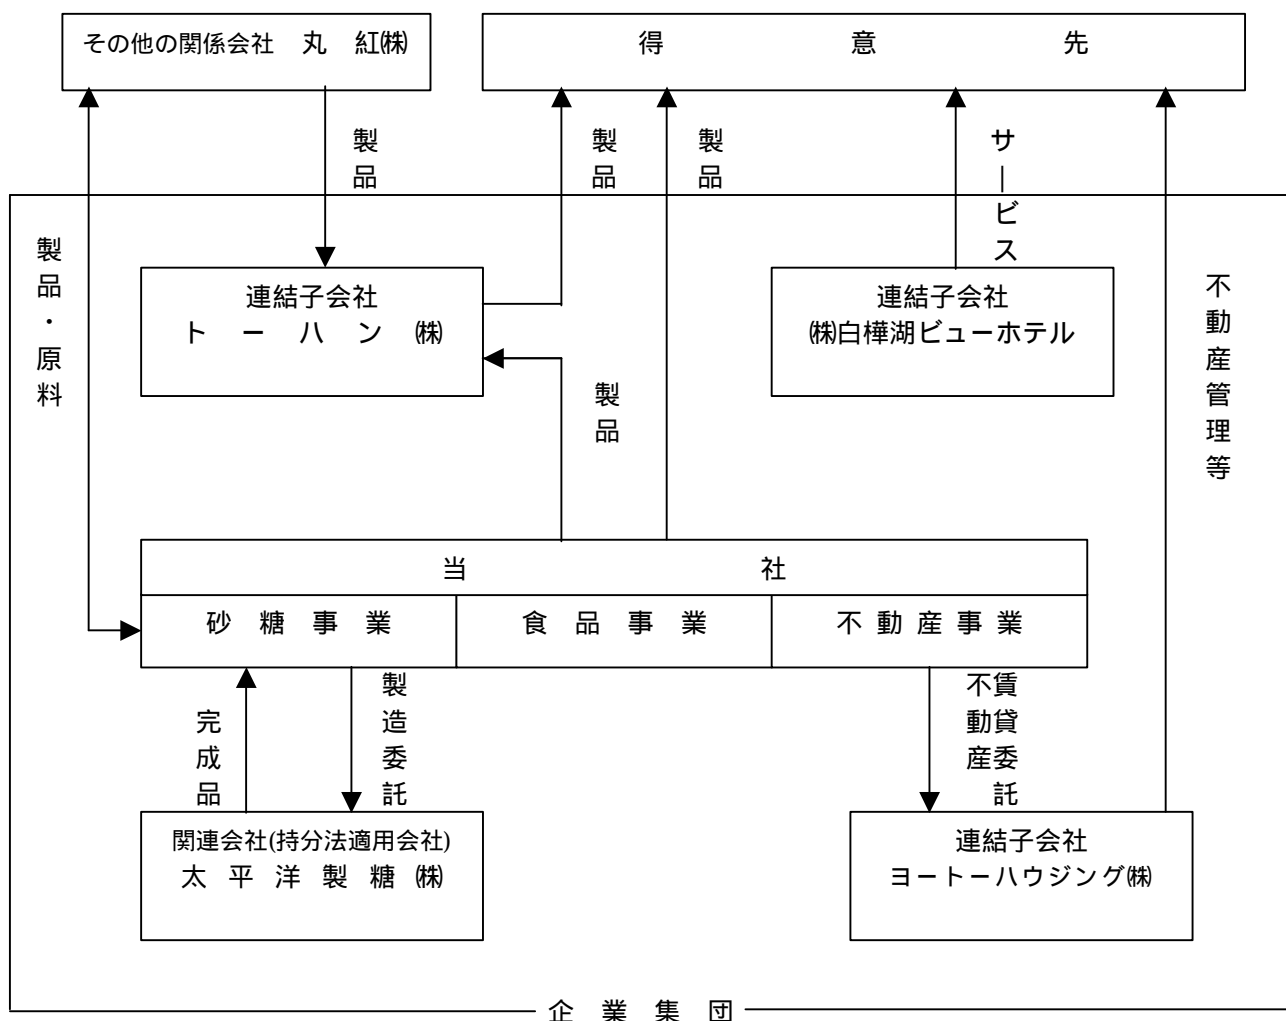 その他の関係会社 丸 紅㈱
得 意 先
製品
製品
製品
サービス
製品・原料
連結子会社
ト ー ハ ン ㈱
連結子会社
㈱白樺湖ビューホテル
不動産管理等
製品
当 社
砂 糖 事 業
食 品 事 業
不 動 産 事 業
完成品
製造委託
不動産
賃貸委託
関連会社(持分法適用会社)
太 平 洋 製 糖 ㈱
連結子会社
ヨートーハウジング㈱
企 業 集 団